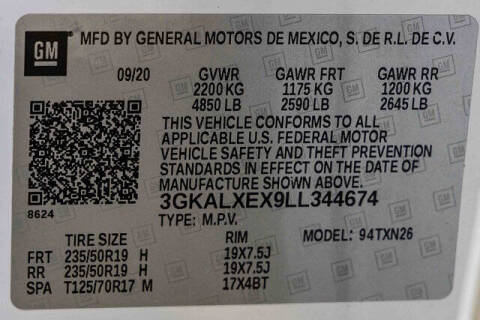 GM
MFD BY GENERAL MOTORS DE MEXICO, S. DE R.L. DE C.V.
09/20 GVWR GAWR FRT GAWR RR
2200 KG 1175 KG 1200 KG
4850 LB 2590 LB 2645 LB
THIS VEHICLE CONFORMS TO ALL
APPLICABLE U.S. FEDERAL MOTOR
VEHICLE SAFETY AND THEFT PREVENTION
STANDARDS IN EFFECT ON THE DATE OF
MANUFACTURE SHOWN ABOVE.
8624
3GKALXEX9LL344674
TYPE: M.P.V.
TIRE SIZE RIM MODEL: 94TXN26
FRT 235/50R19 H 19X7.5J
RR 235/50R19 H 19X7.5J
SPA T125/70R17 M 17X4BT